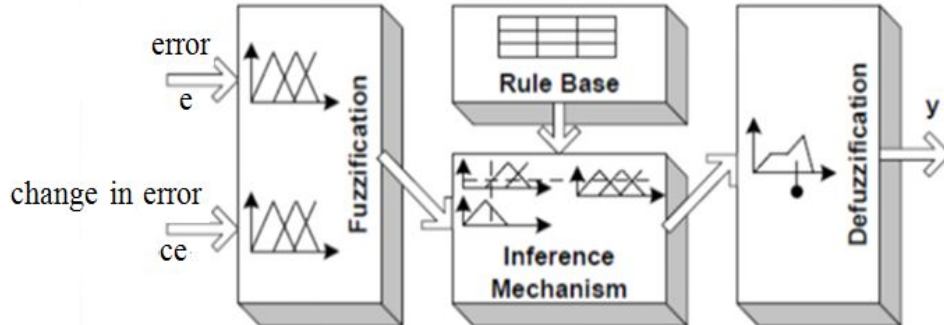 error
e
change in error
ce
Fuzzification
Rule Base
Inference
Mechanism
Defuzzification
y